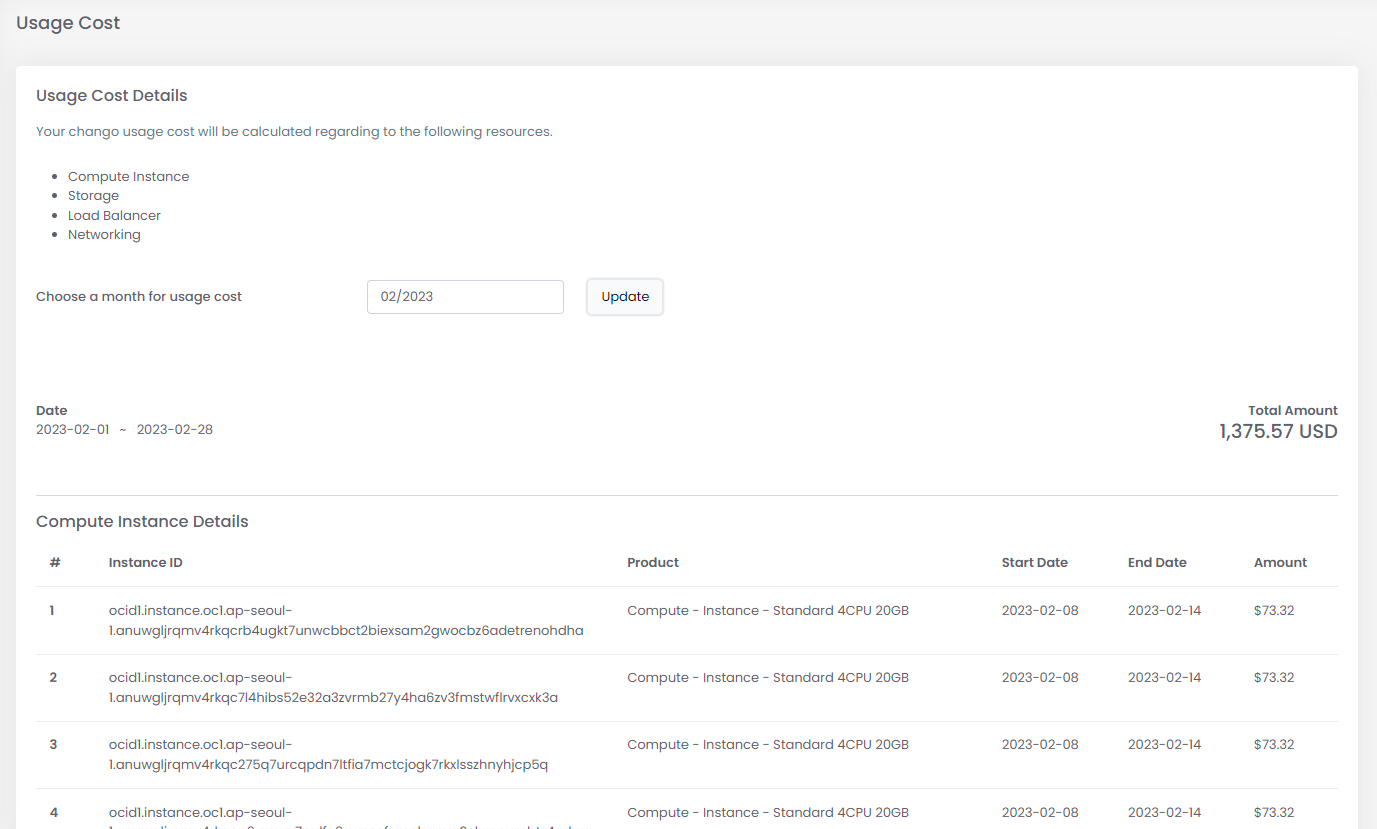 Usage Cost
Usage Cost Details
Your chango usage cost will be calculated regarding to the following resources.
Compute Instance
Storage
Load Balancer
Networking
Choose a month for usage cost 02/2023 Update
Date Total Amount
2023-02-01 ~ 2023-02-28 1,375.57 USD
Compute Instance Details
# Instance ID Product Start Date End Date Amount
1 ocid1.instance.oc1.ap-seoul- Compute - Instance - Standard 4CPU 20GB 2023-02-08 2023-02-14 $73.32
1.anuwgljrqmv4rkqcrb4ugkt7unwcbbct2biexsam2gwocbz6adetrenohdha
2 ocid1.instance.oc1.ap-seoul- Compute - Instance - Standard 4CPU 20GB 2023-02-08 2023-02-14 $73.32
1.anuwgljrqmv4rkqc7l4hibs52e32a3zvrmb27y4ha6zv3fmstwflrvxcxk3a
3 ocid1.instance.oc1.ap-seoul- Compute - Instance - Standard 4CPU 20GB 2023-02-08 2023-02-14 $73.32
1.anuwgljrqmv4rkqc275q7urcqpdn7ltfia7mctcjogk7rkxlsszhnyhjcp5q
4 ocid1.instance.oc1.ap-seoul- Compute - Instance - Standard 4CPU 20GB 2023-02-08 2023-02-14 $73.32